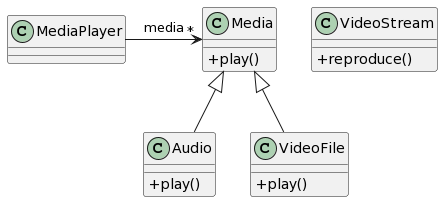 C MediaPlayer
media *
C Media
+play()
C VideoStream
+reproduce()
C Audio
+play()
C VideoFile
+play()